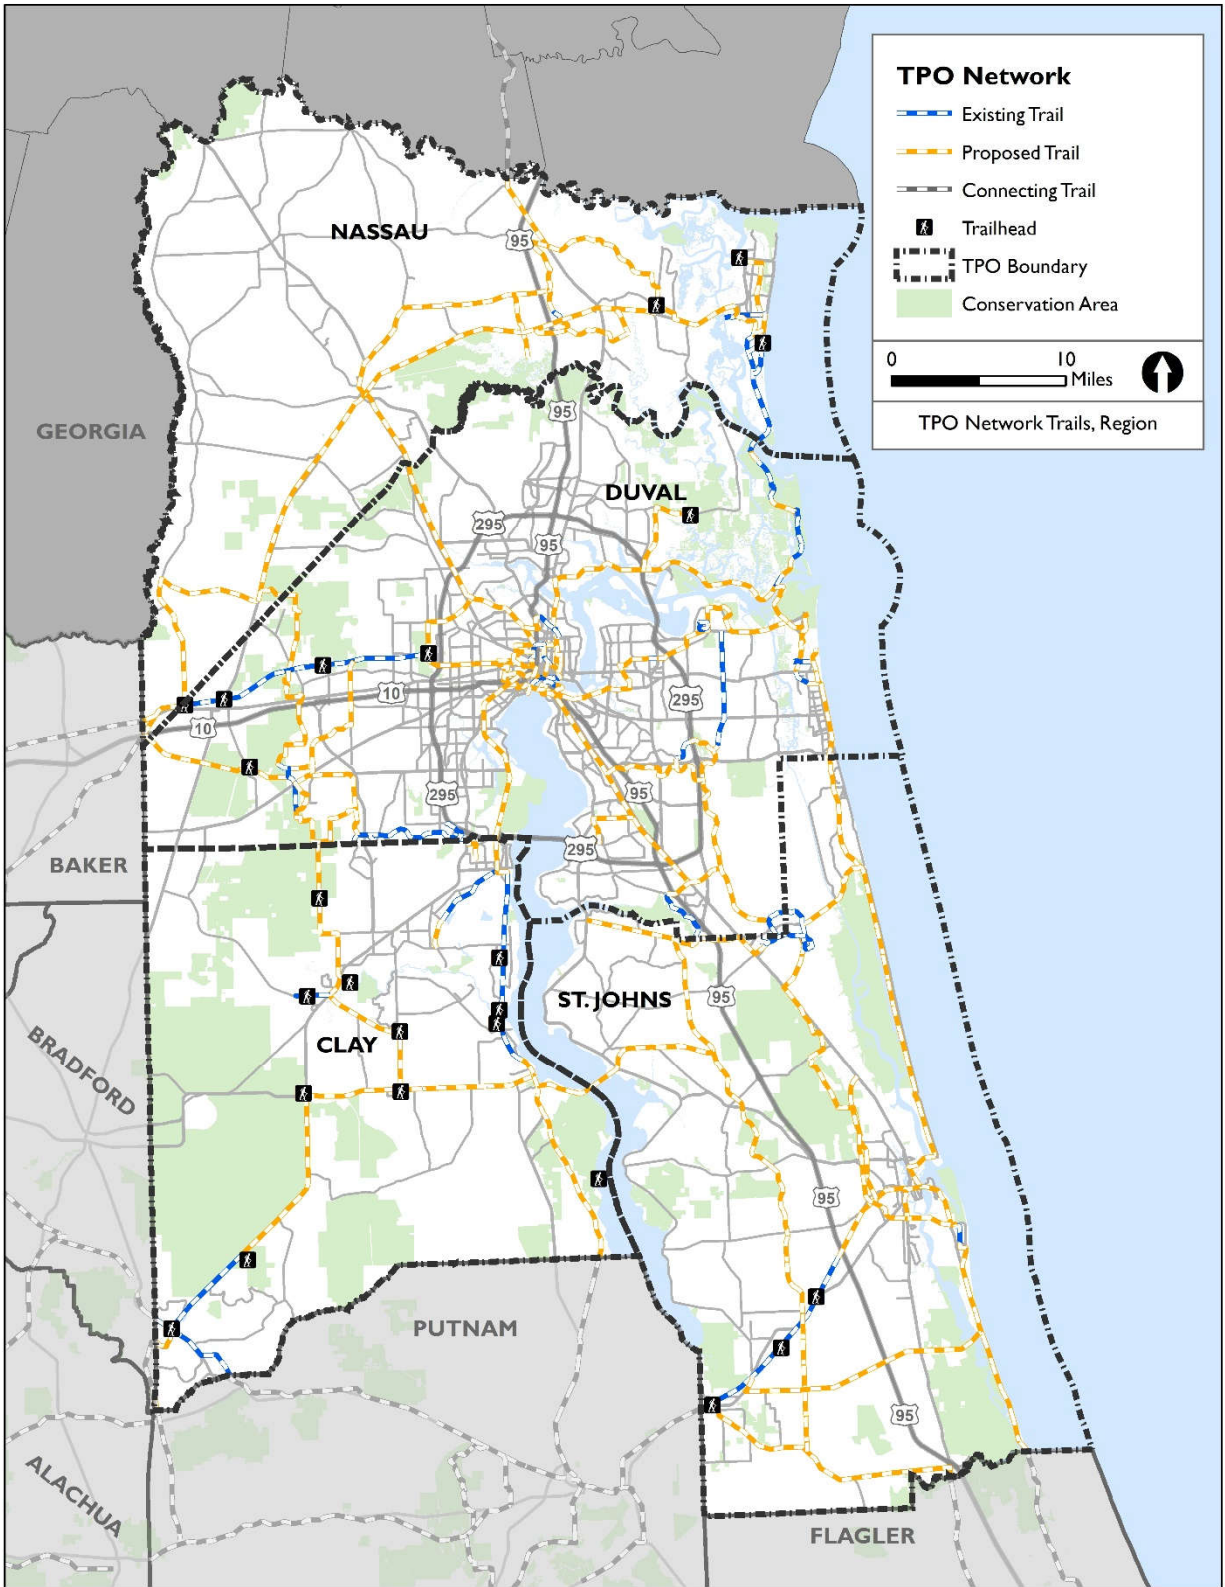 TPO Network
Existing Trail
Proposed Trail
Connecting Trail
Trailhead
TPO Boundary
Conservation Area
0 10
Miles
TPO Network Trails, Region
NASSAU
95
GEORGIA
95
DUVAL
295
95
10
295
10
295
95
295
BAKER
ST. JOHNS
95
CLAY
BRADFORD
95
PUTNAM
95
ALACHUA
FLAGLER